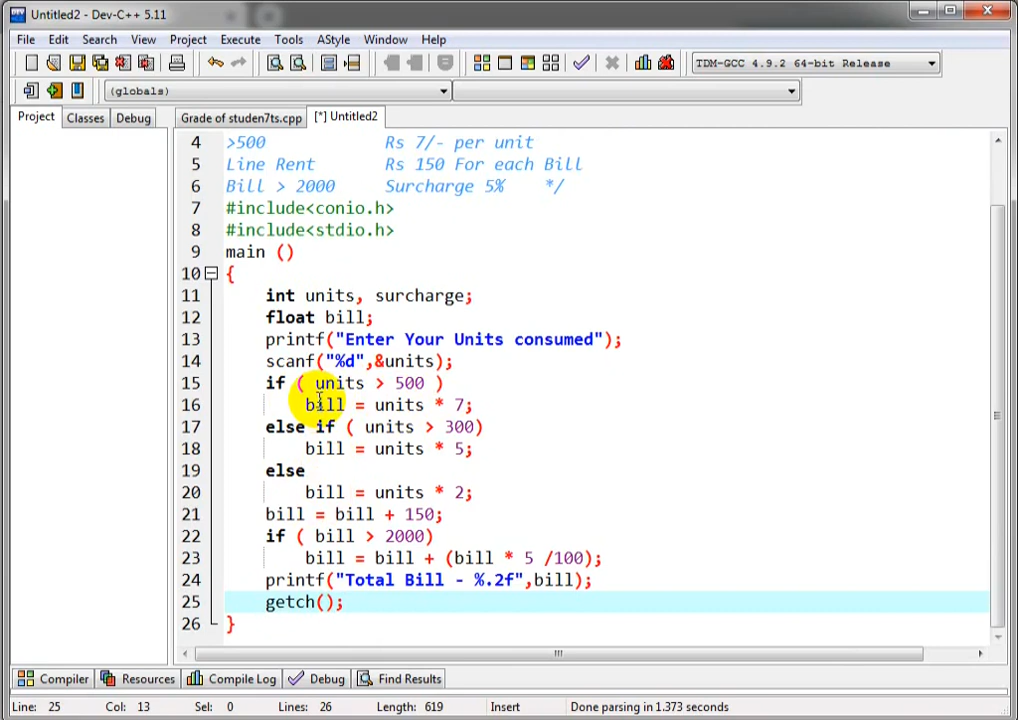 Untitled2 - Dev-C++ 5.11
File Edit Search View Project Execute Tools AStyle Window Help
TDM-GCC 4.9.2 64-bit Release
(globals)
Project Classes Debug Grade of studen7ts.cpp [*] Untitled2
4 >500 Rs 7/- per unit
5 Line Rent Rs 150 For each Bill
6 Bill > 2000 Surcharge 5% */
7 #include<conio.h>
8 #include<stdio.h>
9 main ()
10 {
11 int units, surcharge;
12 float bill;
13 printf("Enter Your Units consumed");
14 scanf("%d",&units);
15 if ( units > 500 )
16 bill = units * 7;
17 else if ( units > 300)
18 bill = units * 5;
19 else
20 bill = units * 2;
21 bill = bill + 150;
22 if ( bill > 2000)
23 bill = bill + (bill * 5 /100);
24 printf("Total Bill - %.2f",bill);
25 getch();
26 }
Compiler Resources Compile Log Debug Find Results
Line: 25 Col: 13 Sel: 0 Lines: 26 Length: 619 Insert Done parsing in 1.373 seconds